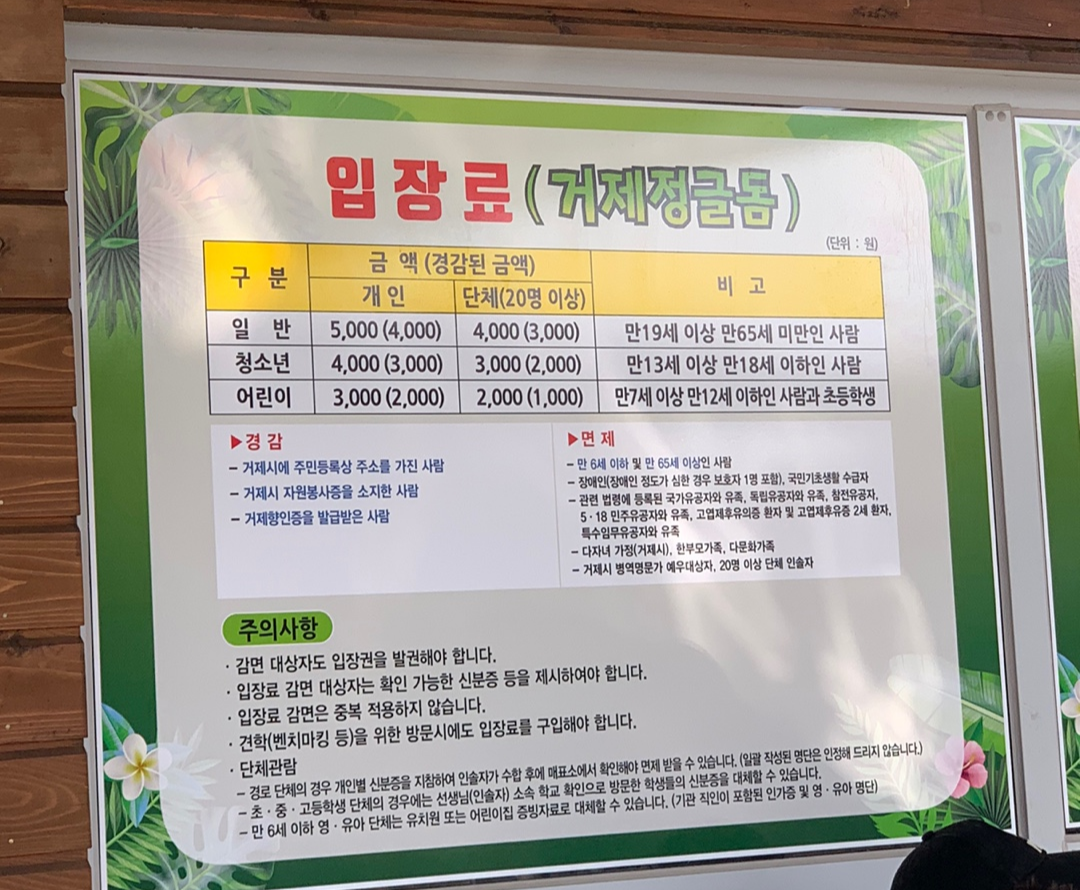 입장료(거제정글돔)
(단위 : 원)
구 분 금 액 (경감된 금액) 비 고
개 인 단체(20명 이상)
일 반 5,000 (4,000) 4,000 (3,000) 만19세 이상 만65세 미만인 사람
청소년 4,000 (3,000) 3,000 (2,000) 만13세 이상 만18세 이하인 사람
어린이 3,000 (2,000) 2,000 (1,000) 만7세 이상 만12세 이하인 사람과 초등학생
▶경 감
- 거제시에 주민등록상 주소를 가진 사람
- 거제시 자원봉사증을 소지한 사람
- 거제향인증을 발급받은 사람
▶면 제
- 만 6세 이하 및 만 65세 이상인 사람
- 장애인(장애인 정도가 심한 경우 보호자 1명 포함), 국민기초생활 수급자
- 관련 법령에 등록된 국가유공자와 유족, 독립유공자와 유족, 참전유공자,
5·18 민주유공자와 유족, 고엽제후유의증 환자 및 고엽제후유증 2세 환자,
특수임무유공자와 유족
- 다자녀 가정(거제시), 한부모가족, 다문화가족
- 거제시 병역명문가 예우대상자, 20명 이상 단체 인솔자
주의사항
· 감면 대상자도 입장권을 발권해야 합니다.
· 입장료 감면 대상자는 확인 가능한 신분증 등을 제시하여야 합니다.
· 입장료 감면은 중복 적용하지 않습니다.
· 견학(벤치마킹 등)을 위한 방문시에도 입장료를 구입해야 합니다.
· 단체관람
- 경로 단체의 경우 개인별 신분증을 지참하여 인솔자가 수합 후에 매표소에서 확인해야 면제 받을 수 있습니다. (일괄 작성된 명단은 인정해 드리지 않습니다.)
- 초·중·고등학생 단체의 경우에는 선생님(인솔자) 소속 학교 확인으로 방문한 학생들의 신분증을 대체할 수 있습니다.
- 만 6세 이하 영·유아 단체는 유치원 또는 어린이집 증빙자료로 대체할 수 있습니다. (기관 직인이 포함된 인가증 및 영·유아 명단)